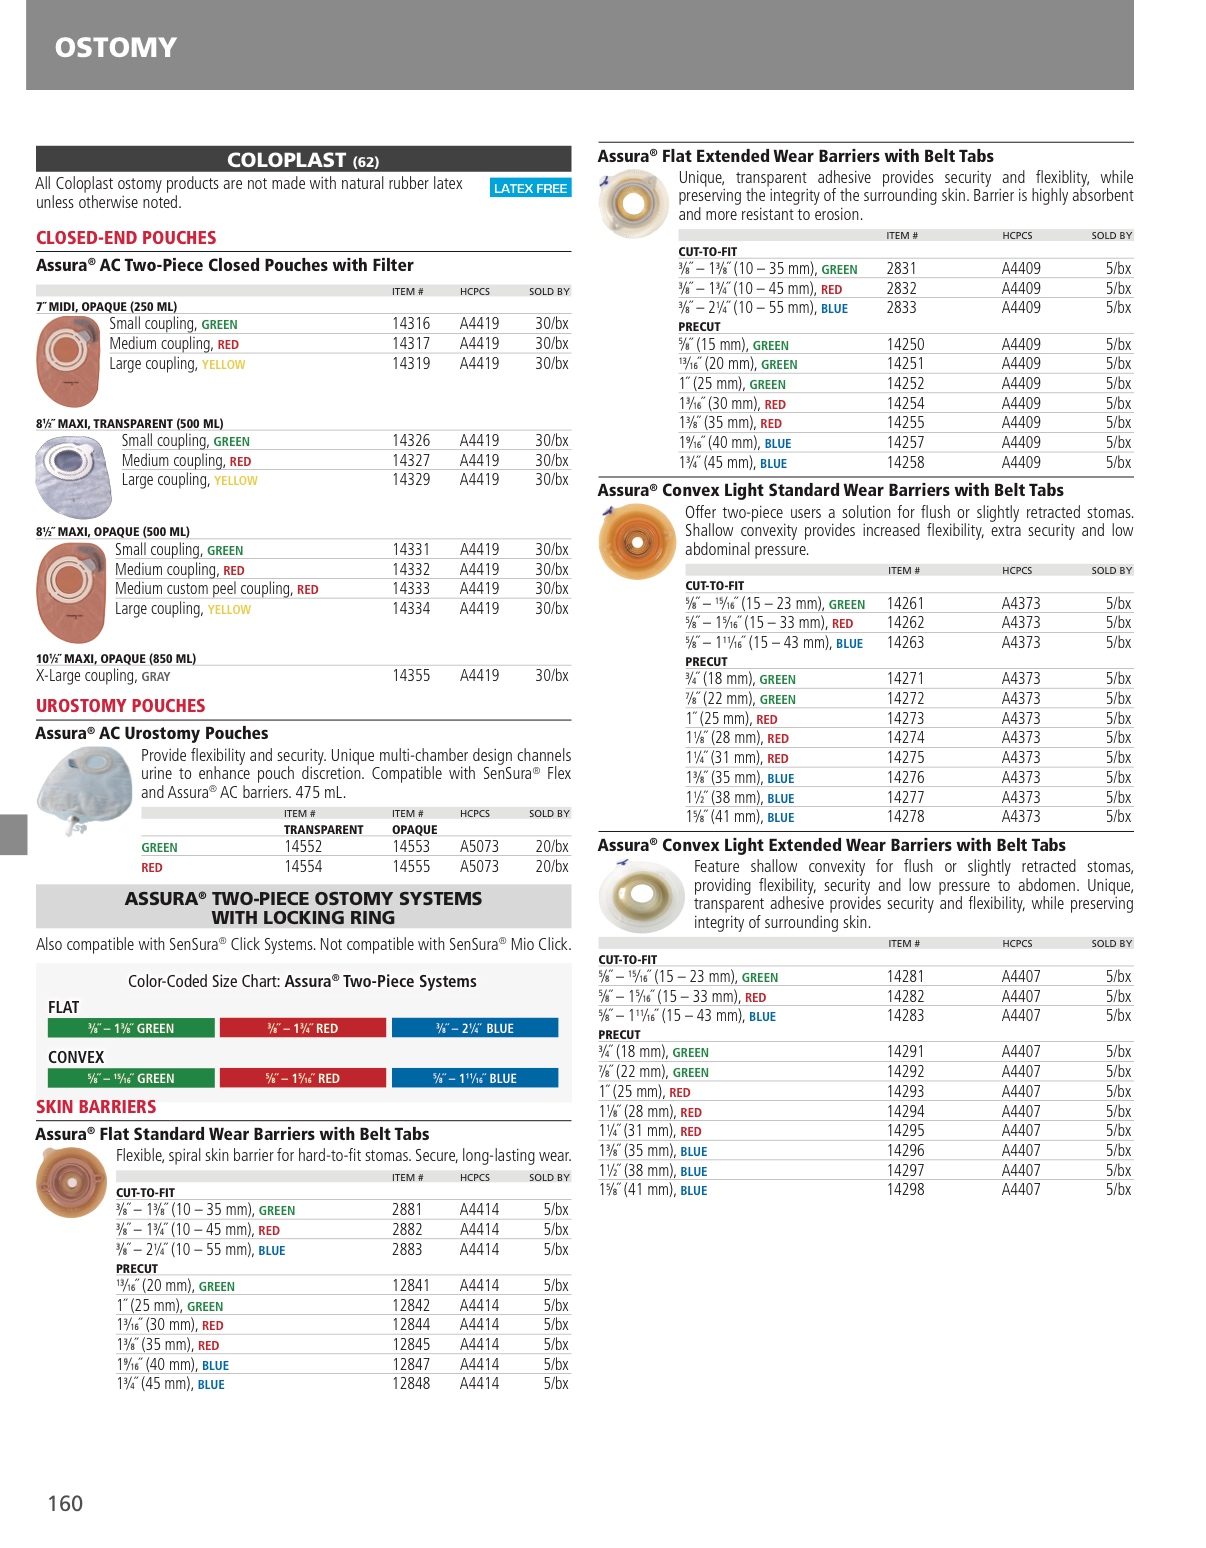 OSTOMY
COLOPLAST (62)
All Coloplast ostomy products are not made with natural rubber latex
unless otherwise noted.
LATEX FREE
CLOSED-END POUCHES
Assura® AC Two-Piece Closed Pouches with Filter
ITEM # HCPCS SOLD BY
7˝ MIDI, OPAQUE (250 ML)
Small coupling, GREEN 14316 A4419 30/bx
Medium coupling, RED 14317 A4419 30/bx
Large coupling, YELLOW 14319 A4419 30/bx
8½˝ MAXI, TRANSPARENT (500 ML)
Small coupling, GREEN 14326 A4419 30/bx
Medium coupling, RED 14327 A4419 30/bx
Large coupling, YELLOW 14329 A4419 30/bx
8½˝ MAXI, OPAQUE (500 ML)
Small coupling, GREEN 14331 A4419 30/bx
Medium coupling, RED 14332 A4419 30/bx
Medium custom peel coupling, RED 14333 A4419 30/bx
Large coupling, YELLOW 14334 A4419 30/bx
10½˝ MAXI, OPAQUE (850 ML)
X-Large coupling, GRAY 14355 A4419 30/bx
UROSTOMY POUCHES
Assura® AC Urostomy Pouches
Provide flexibility and security. Unique multi-chamber design channels
urine to enhance pouch discretion. Compatible with SenSura® Flex
and Assura® AC barriers. 475 mL.
ITEM # ITEM # HCPCS SOLD BY
TRANSPARENT OPAQUE
GREEN 14552 14553 A5073 20/bx
RED 14554 14555 A5073 20/bx
ASSURA® TWO-PIECE OSTOMY SYSTEMS
WITH LOCKING RING
Also compatible with SenSura® Click Systems. Not compatible with SenSura® Mio Click.
Color-Coded Size Chart: Assura® Two-Piece Systems
FLAT
⅜˝ – 1⅜˝ GREEN ⅜˝ – 1¾˝ RED ⅜˝ – 2¼˝ BLUE
CONVEX
⅝˝ – 15⁄16˝ GREEN ⅝˝ – 15⁄16˝ RED ⅝˝ – 111⁄16˝ BLUE
SKIN BARRIERS
Assura® Flat Standard Wear Barriers with Belt Tabs
Flexible, spiral skin barrier for hard-to-fit stomas. Secure, long-lasting wear.
ITEM # HCPCS SOLD BY
CUT-TO-FIT
⅜˝ – 1⅜˝ (10 – 35 mm), GREEN 2881 A4414 5/bx
⅜˝ – 1¾˝ (10 – 45 mm), RED 2882 A4414 5/bx
⅜˝ – 2¼˝ (10 – 55 mm), BLUE 2883 A4414 5/bx
PRECUT
13⁄16˝ (20 mm), GREEN 12841 A4414 5/bx
1˝ (25 mm), GREEN 12842 A4414 5/bx
1 3⁄16˝ (30 mm), RED 12844 A4414 5/bx
1⅜˝ (35 mm), RED 12845 A4414 5/bx
1 9⁄16˝ (40 mm), BLUE 12847 A4414 5/bx
1¾˝ (45 mm), BLUE 12848 A4414 5/bx
160
Assura® Flat Extended Wear Barriers with Belt Tabs
Unique, transparent adhesive provides security and flexiblity, while
preserving the integrity of the surrounding skin. Barrier is highly absorbent
and more resistant to erosion.
ITEM # HCPCS SOLD BY
CUT-TO-FIT
⅜˝ – 1⅜˝ (10 – 35 mm), GREEN 2831 A4409 5/bx
⅜˝ – 1¾˝ (10 – 45 mm), RED 2832 A4409 5/bx
⅜˝ – 2¼˝ (10 – 55 mm), BLUE 2833 A4409 5/bx
PRECUT
⅝˝ (15 mm), GREEN 14250 A4409 5/bx
13⁄16˝ (20 mm), GREEN 14251 A4409 5/bx
1˝ (25 mm), GREEN 14252 A4409 5/bx
1 3⁄16˝ (30 mm), RED 14254 A4409 5/bx
1⅜˝ (35 mm), RED 14255 A4409 5/bx
1 9⁄16˝ (40 mm), BLUE 14257 A4409 5/bx
1¾˝ (45 mm), BLUE 14258 A4409 5/bx
Assura® Convex Light Standard Wear Barriers with Belt Tabs
Offer two-piece users a solution for flush or slightly retracted stomas.
Shallow convexity provides increased flexibility, extra security and low
abdominal pressure.
ITEM # HCPCS SOLD BY
CUT-TO-FIT
⅝˝ – 15⁄16˝ (15 – 23 mm), GREEN 14261 A4373 5/bx
⅝˝ – 1 5⁄16˝ (15 – 33 mm), RED 14262 A4373 5/bx
⅝˝ – 1 11⁄16˝ (15 – 43 mm), BLUE 14263 A4373 5/bx
PRECUT
¾˝ (18 mm), GREEN 14271 A4373 5/bx
⅞˝ (22 mm), GREEN 14272 A4373 5/bx
1˝ (25 mm), RED 14273 A4373 5/bx
1⅛˝ (28 mm), RED 14274 A4373 5/bx
1¼˝ (31 mm), RED 14275 A4373 5/bx
1⅜˝ (35 mm), BLUE 14276 A4373 5/bx
1½˝ (38 mm), BLUE 14277 A4373 5/bx
1⅝˝ (41 mm), BLUE 14278 A4373 5/bx
Assura® Convex Light Extended Wear Barriers with Belt Tabs
Feature shallow convexity for flush or slightly retracted stomas,
providing flexibility, security and low pressure to abdomen. Unique,
transparent adhesive provides security and flexibility, while preserving
integrity of surrounding skin.
ITEM # HCPCS SOLD BY
CUT-TO-FIT
⅝˝ – 15⁄16˝ (15 – 23 mm), GREEN 14281 A4407 5/bx
⅝˝ – 1 5⁄16˝ (15 – 33 mm), RED 14282 A4407 5/bx
⅝˝ – 1 11⁄16˝ (15 – 43 mm), BLUE 14283 A4407 5/bx
PRECUT
¾˝ (18 mm), GREEN 14291 A4407 5/bx
⅞˝ (22 mm), GREEN 14292 A4407 5/bx
1˝ (25 mm), RED 14293 A4407 5/bx
1⅛˝ (28 mm), RED 14294 A4407 5/bx
1¼˝ (31 mm), RED 14295 A4407 5/bx
1⅜˝ (35 mm), BLUE 14296 A4407 5/bx
1½˝ (38 mm), BLUE 14297 A4407 5/bx
1⅝˝ (41 mm), BLUE 14298 A4407 5/bx